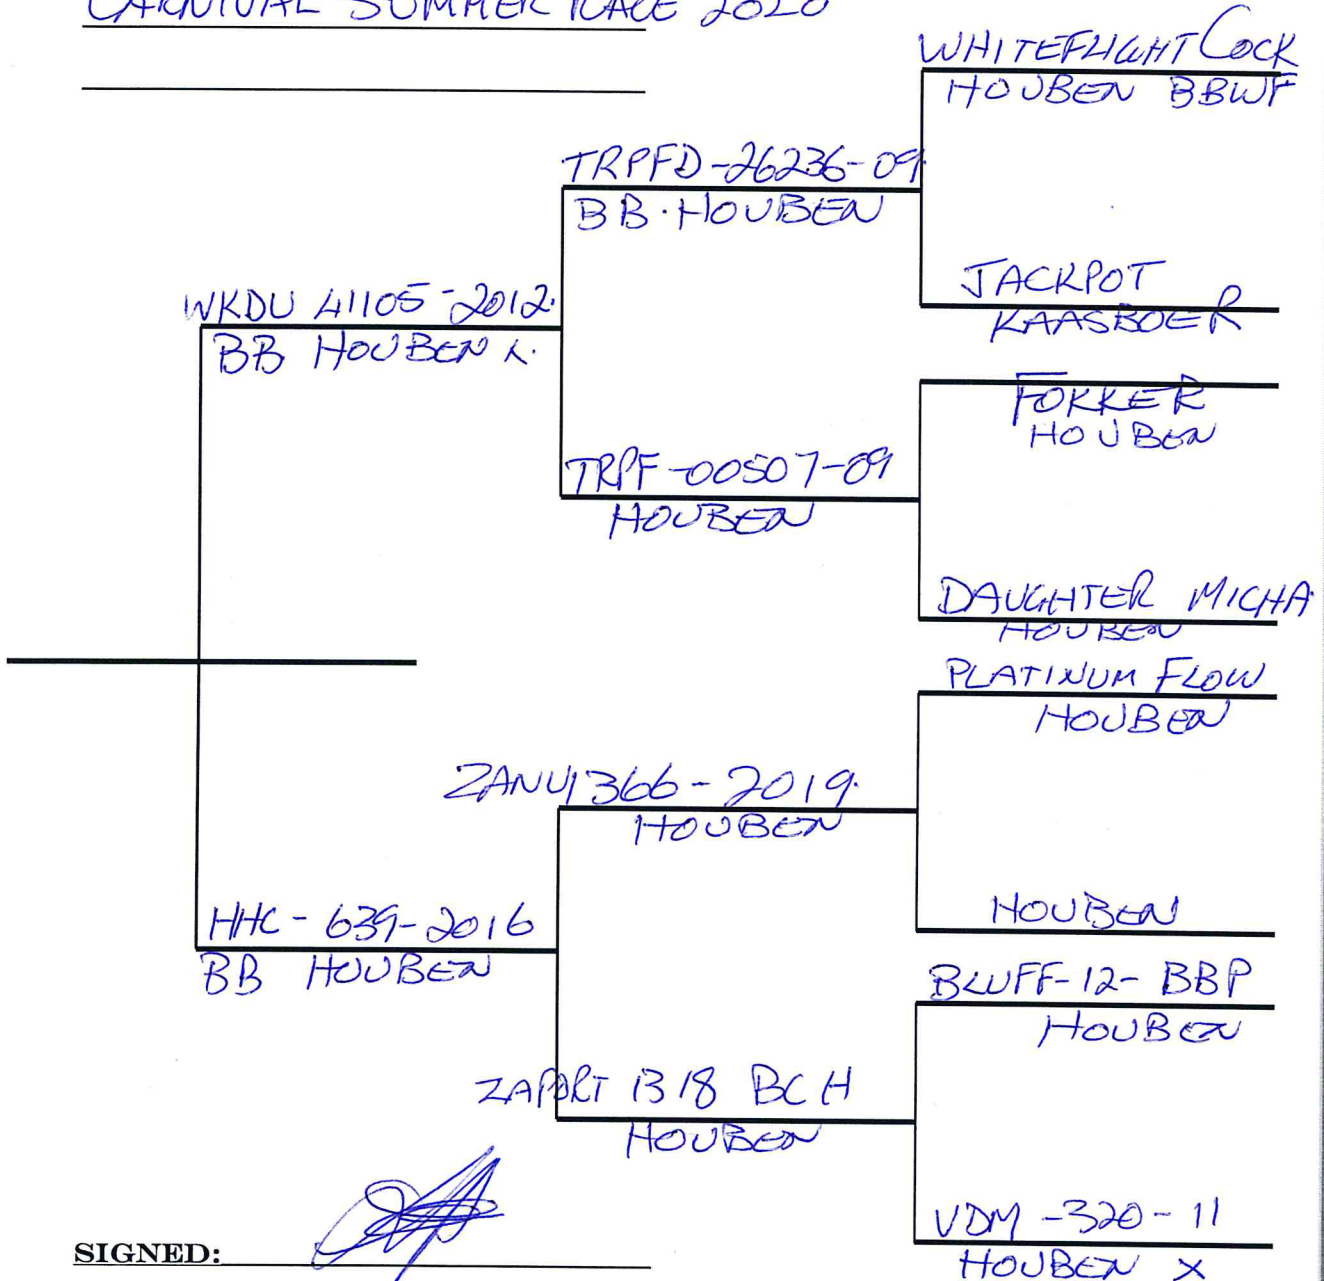 CARNIVAL SUMMER RACE 2020
WHITEFLIGHT COCK
HOUBEN BBWF
TRPFD-26236-09
BB. HOUBEN
JACKPOT
KAASBOER
WKDU 41105-2012.
BB HOUBEN X.
FOKKER
HOUBEN
TRPF-00507-09
HOUBEN
DAUGHTER MICHA
HOUBEN
PLATINUM FLOW
HOUBEN
ZANU1366-2019.
HOUBEN
HOUBEN
HHC-639-2016
BB HOUBEN
BLUFF-12-BBP
HOUBEN
ZAPORT 1318 BCH
HOUBEN
VDM-320-11
HOUBEN X
SIGNED: